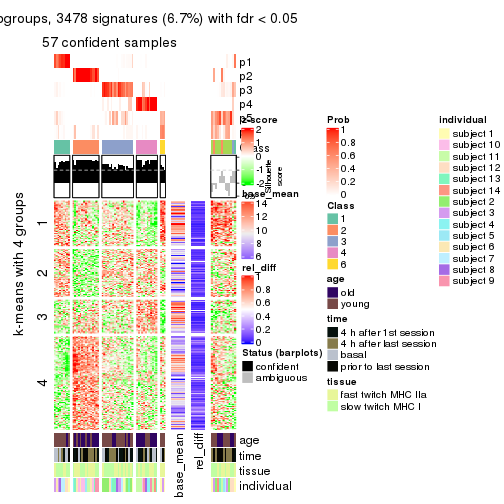 ogroups, 3478 signatures (6.7%) with fdr < 0.05
57 confident samples
p1
p2
p3
p4
p5
k-means with 4 groups
1
2
3
4
Silhouette
score
age
time
tissue
individual
base_mean
rel_diff
z-score
2
1
0
-1
-2
base_mean
14
12
10
8
6
rel_diff
1
0.8
0.6
0.4
0.2
0
Status (barplots)
confident
ambiguous
Prob
1
0.8
0.6
0.4
0.2
0
Class
1
2
3
4
6
age
old
young
time
4 h after 1st session
4 h after last session
basal
prior to last session
tissue
fast twitch MHC IIa
slow twitch MHC I
individual
subject 1
subject 10
subject 11
subject 12
subject 13
subject 14
subject 2
subject 3
subject 4
subject 5
subject 6
subject 7
subject 8
subject 9